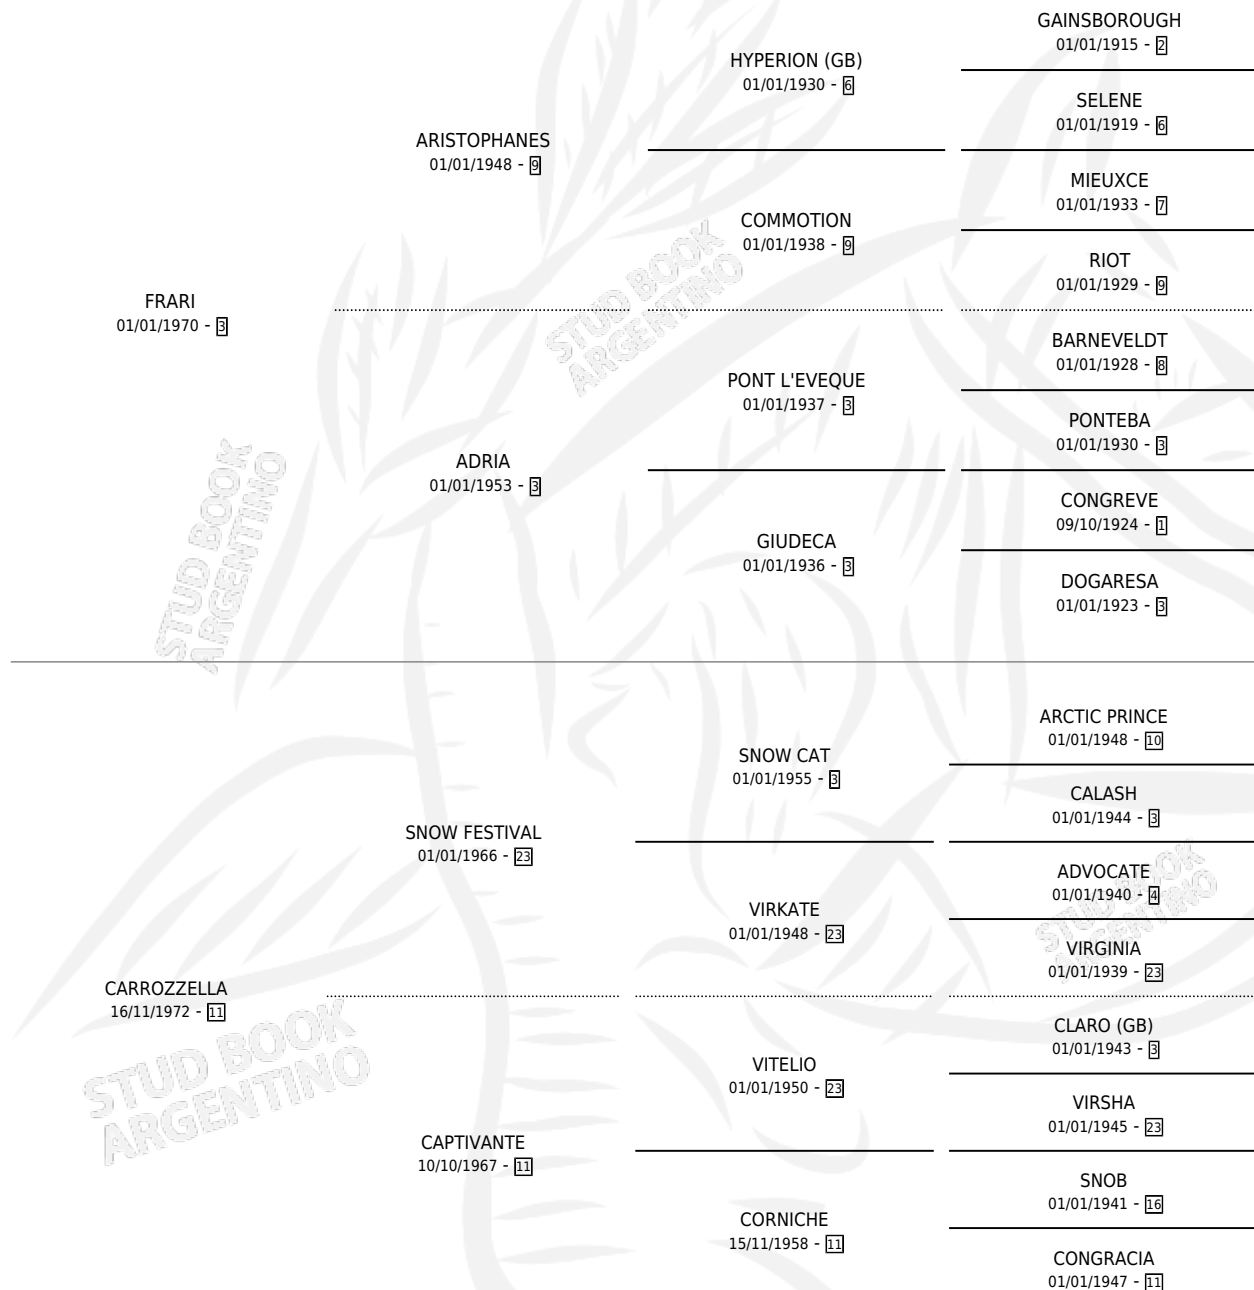 GAINSBOROUGH
01/01/1915 - 2
HYPERION (GB)
01/01/1930 - 6
SELENE
01/01/1919 - 6
ARISTOPHANES
01/01/1948 - 9
MIEUXCE
01/01/1933 - 7
COMMOTION
01/01/1938 - 9
RIOT
01/01/1929 - 9
FRARI
01/01/1970 - 3
BARNEVELDT
01/01/1928 - 8
PONT L'EVEQUE
01/01/1937 - 3
PONTEBA
01/01/1930 - 3
ADRIA
01/01/1953 - 3
CONGREVE
09/10/1924 - 1
GIUDECA
01/01/1936 - 3
DOGARESA
01/01/1923 - 3
ARCTIC PRINCE
01/01/1948 - 10
SNOW CAT
01/01/1955 - 3
CALASH
01/01/1944 - 3
SNOW FESTIVAL
01/01/1966 - 23
ADVOCATE
01/01/1940 - 4
VIRKATE
01/01/1948 - 23
VIRGINIA
01/01/1939 - 23
CARROZZELLA
16/11/1972 - 11
CLARO (GB)
01/01/1943 - 3
VITELIO
01/01/1950 - 23
VIRSHA
01/01/1945 - 23
CAPTIVANTE
10/10/1967 - 11
SNOB
01/01/1941 - 16
CORNICHE
15/11/1958 - 11
CONGRACIA
01/01/1947 - 11
STUD BOOK
ARGENTINO
STUD BOOK
ARGENTINO
STUD BOOK
ARGENTINO
STUD BOOK
ARGENTINO